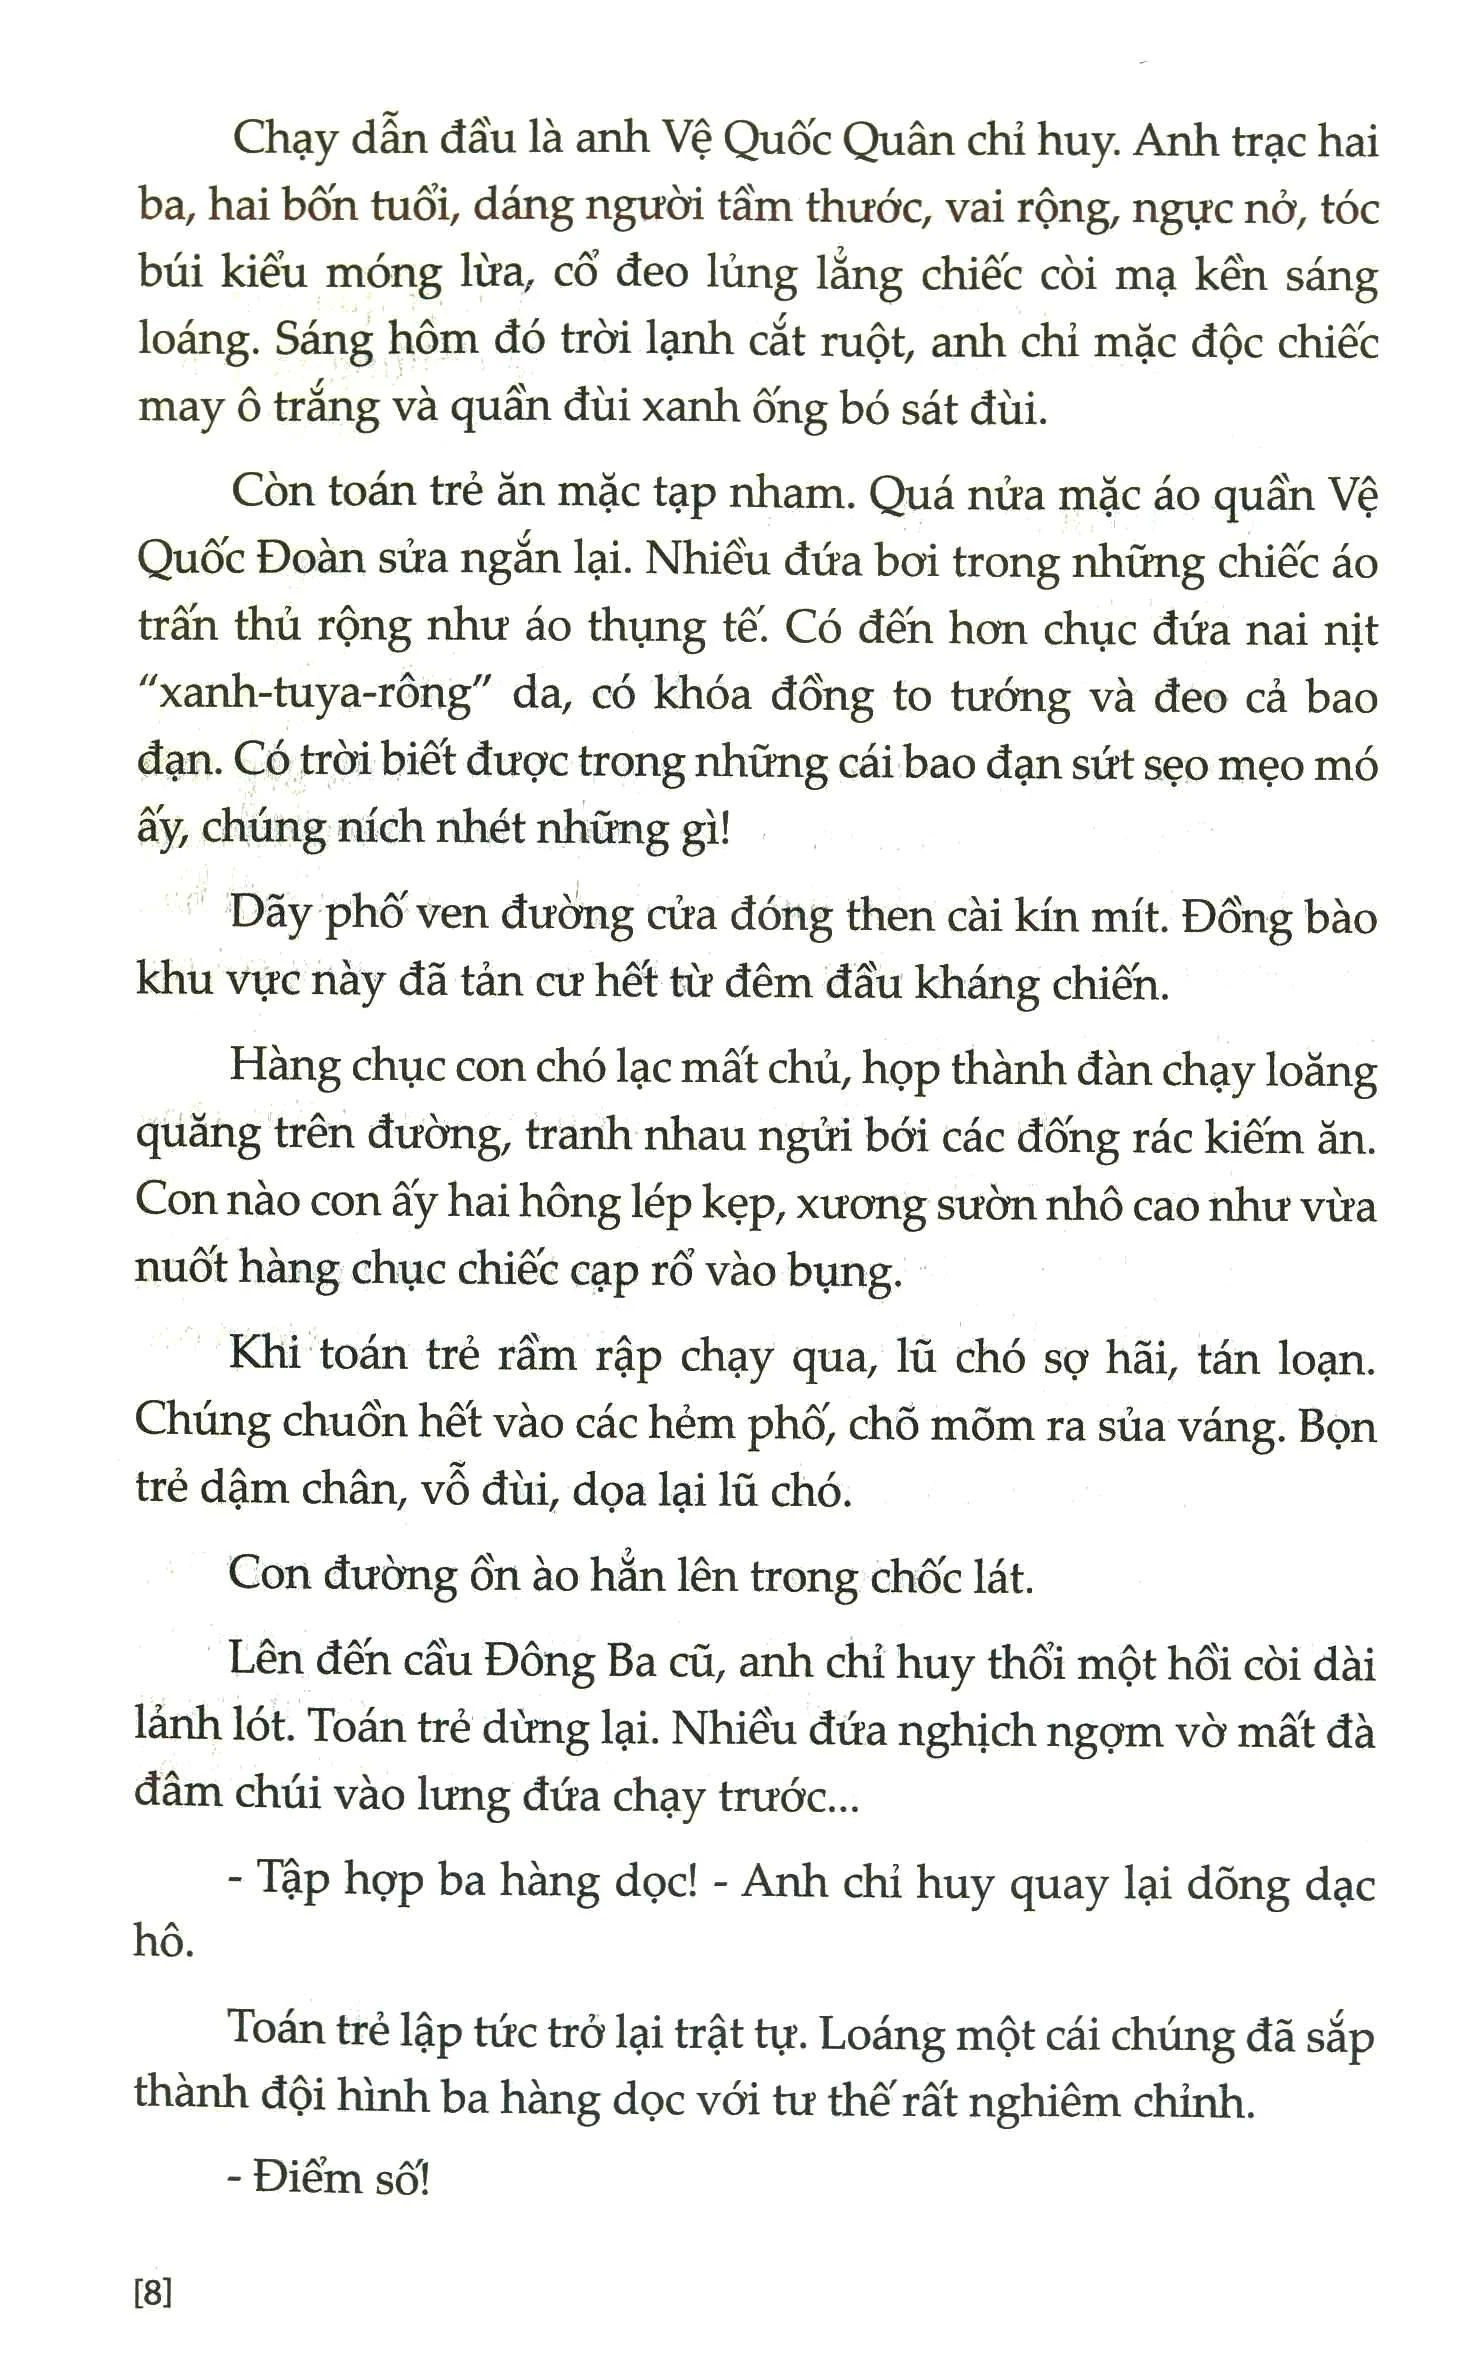 Chạy dẫn đầu là anh Vệ Quốc Quân chỉ huy. Anh trạc hai
ba, hai bốn tuổi, dáng người tầm thước, vai rộng, ngực nở, tóc
búi kiểu móng lừa, cổ đeo lủng lẳng chiếc còi mạ kền sáng
loáng. Sáng hôm đó trời lạnh cắt ruột, anh chỉ mặc độc chiếc
may ô trắng và quần đùi xanh ống bó sát đùi.
Còn toán trẻ ăn mặc tạp nham. Quá nửa mặc áo quần Vệ
Quốc Đoàn sửa ngắn lại. Nhiều đứa bơi trong những chiếc áo
trấn thủ rộng như áo thụng tế. Có đến hơn chục đứa nai nịt
"xanh-tuya-rông" da, có khóa đồng to tướng và đeo cả bao
đạn. Có trời biết được trong những cái bao đạn sứt sẹo mẹo mó
ấy, chúng ních nhét những gì!
Dãy phố ven đường cửa đóng then cài kín mít. Đồng bào
khu vực này đã tản cư hết từ đêm đầu kháng chiến.
Hàng chục con chó lạc mất chủ, họp thành đàn chạy loăng
quăng trên đường, tranh nhau ngửi bới các đống rác kiếm ăn.
Con nào con ấy hai hông lép kẹp, xương sườn nhô cao như vừa
nuốt hàng chục chiếc cạp rổ vào bụng.
Khi toán trẻ rầm rập chạy qua, lũ chó sợ hãi, tán loạn.
Chúng chuồn hết vào các hẻm phố, chõ mõm ra sủa váng. Bọn
trẻ dậm chân, vỗ đùi, dọa lại lũ chó.
Con đường ồn ào hẳn lên trong chốc lát.
Lên đến cầu Đông Ba cũ, anh chỉ huy thổi một hồi còi dài
lảnh lót. Toán trẻ dừng lại. Nhiều đứa nghịch ngợm vờ mất đà
đâm chúi vào lưng đứa chạy trước...
- Tập hợp ba hàng dọc! - Anh chỉ huy quay lại dõng dạc
hô.
Toán trẻ lập tức trở lại trật tự. Loáng một cái chúng đã sắp
thành đội hình ba hàng dọc với tư thế rất nghiêm chỉnh.
- Điểm số!
[8]